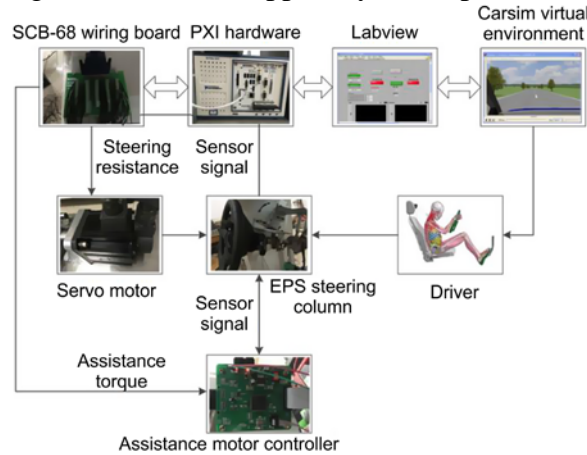 Carsim virtual
SCB-68 wiring board
PXI hardware
Labview
environment
Steering
resistance
Sensor
signal
Servo motor
EPS steering
column
Driver
Sensor
signal
Assistance
torque
Assistance motor controller